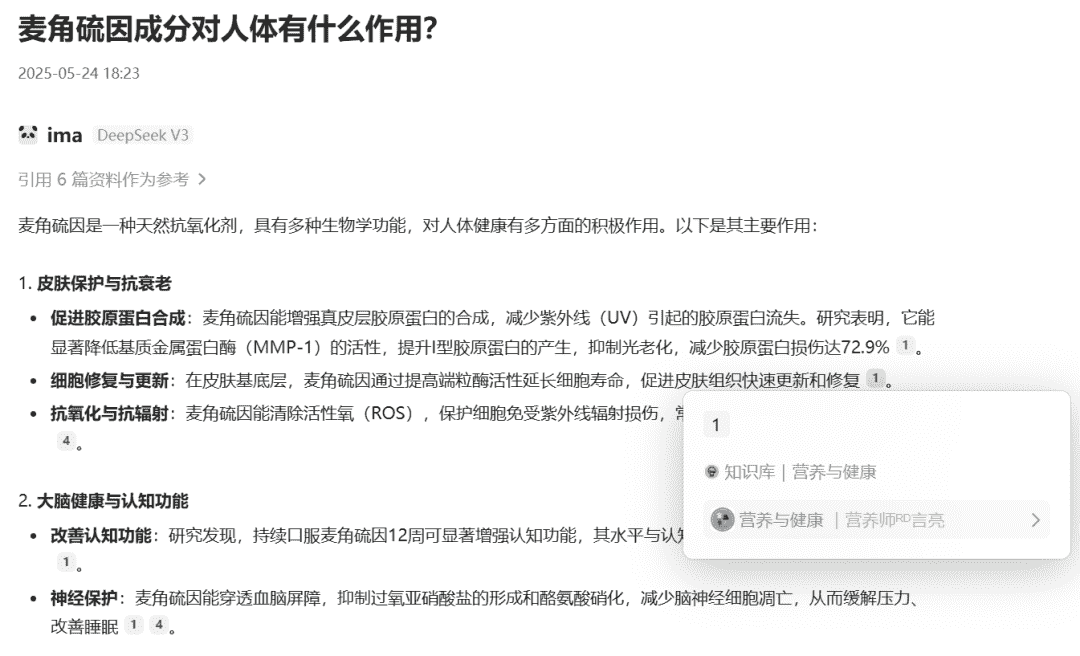 麦角硫因成分对人体有什么作用？
2025-05-24 18:23
ima DeepSeek V3
引用 6 篇资料作为参考 >
麦角硫因是一种天然抗氧化剂，具有多种生物学功能，对人体健康有多方面的积极作用。以下是其主要作用：
1. 皮肤保护与抗衰老
• 促进胶原蛋白合成：麦角硫因能增强真皮层胶原蛋白的合成，减少紫外线（UV）引起的胶原蛋白流失。研究表明，它能
显著降低基质金属蛋白酶（MMP-1）的活性，提升I型胶原蛋白的产生，抑制光老化，减少胶原蛋白损伤达72.9% 1 。
• 细胞修复与更新：在皮肤基底层，麦角硫因通过提高端粒酶活性延长细胞寿命，促进皮肤组织快速更新和修复 1 。
• 抗氧化与抗辐射：麦角硫因能清除活性氧（ROS），保护细胞免受紫外线辐射损伤，常
4 。
1
知识库 | 营养与健康
营养与健康 | 营养师RD言亮 >
2. 大脑健康与认知功能
• 改善认知功能：研究发现，持续口服麦角硫因12周可显著增强认知功能，其水平与认知
1 。
• 神经保护：麦角硫因能穿透血脑屏障，抑制过氧亚硝酸盐的形成和酪氨酸硝化，减少脑神经细胞凋亡，从而缓解压力、
改善睡眠 1 4 。